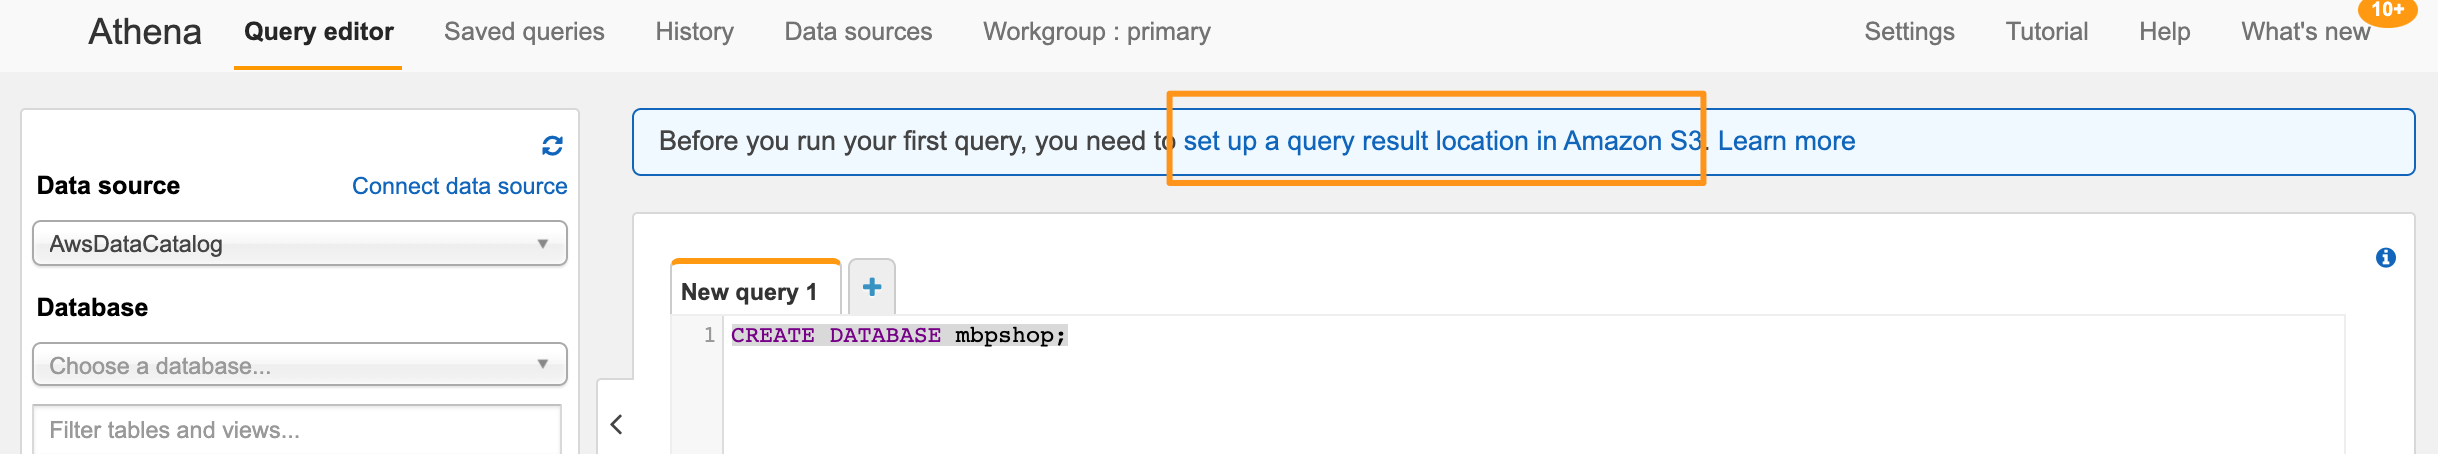 Athena Query editor Saved queries History Data sources Workgroup : primary Settings Tutorial Help What's new 10+
Before you run your first query, you need to set up a query result location in Amazon S3. Learn more
Data source Connect data source
AwsDataCatalog
Database
Choose a database...
Filter tables and views...
New query 1
1 CREATE DATABASE mbpshop;